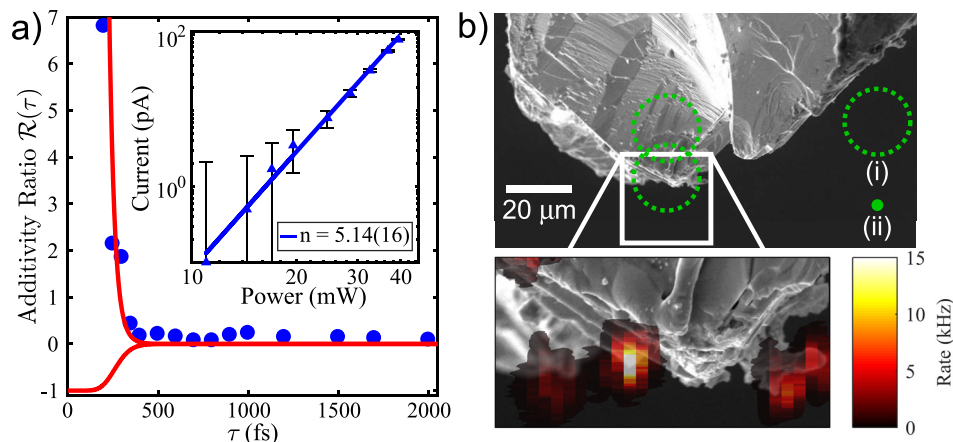 a)
7
6
5
4
3
2
1
0
-1
Additivity Ratio R(τ)
0 500 1000 1500 2000
τ (fs)
10²
10⁰
Current (pA)
n = 5.14(16)
10 20 30 40
Power (mW)
b)
20 μm
(i)
(ii)
15
10
5
0
Rate (kHz)